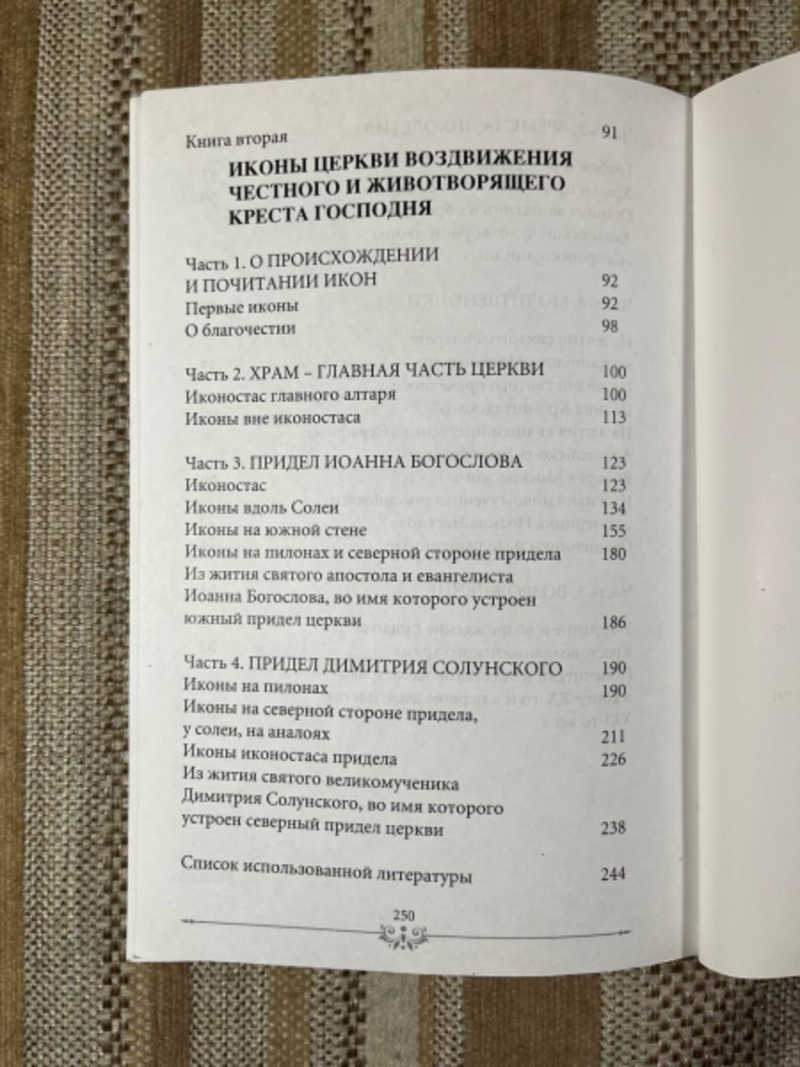 Книга вторая 91
ИКОНЫ ЦЕРКВИ ВОЗДВИЖЕНИЯ
ЧЕСТНОГО И ЖИВОТВОРЯЩЕГО
КРЕСТА ГОСПОДНЯ
Часть 1. О ПРОИСХОЖДЕНИИ
И ПОЧИТАНИИ ИКОН 92
Первые иконы 92
О благочестии 98
Часть 2. ХРАМ – ГЛАВНАЯ ЧАСТЬ ЦЕРКВИ 100
Иконостас главного алтаря 100
Иконы вне иконостаса 113
Часть 3. ПРИДЕЛ ИОАННА БОГОСЛОВА 123
Иконостас 123
Иконы вдоль Солеи 134
Иконы на южной стене 155
Иконы на пилонах и северной стороне придела 180
Из жития святого апостола и евангелиста
Иоанна Богослова, во имя которого устроен
южный придел церкви 186
Часть 4. ПРИДЕЛ ДИМИТРИЯ СОЛУНСКОГО 190
Иконы на пилонах 190
Иконы на северной стороне придела,
у солеи, на аналоях 211
Иконы иконостаса придела 226
Из жития святого великомученика
Димитрия Солунского, во имя которого
устроен северный придел церкви 238
Список использованной литературы 244
250